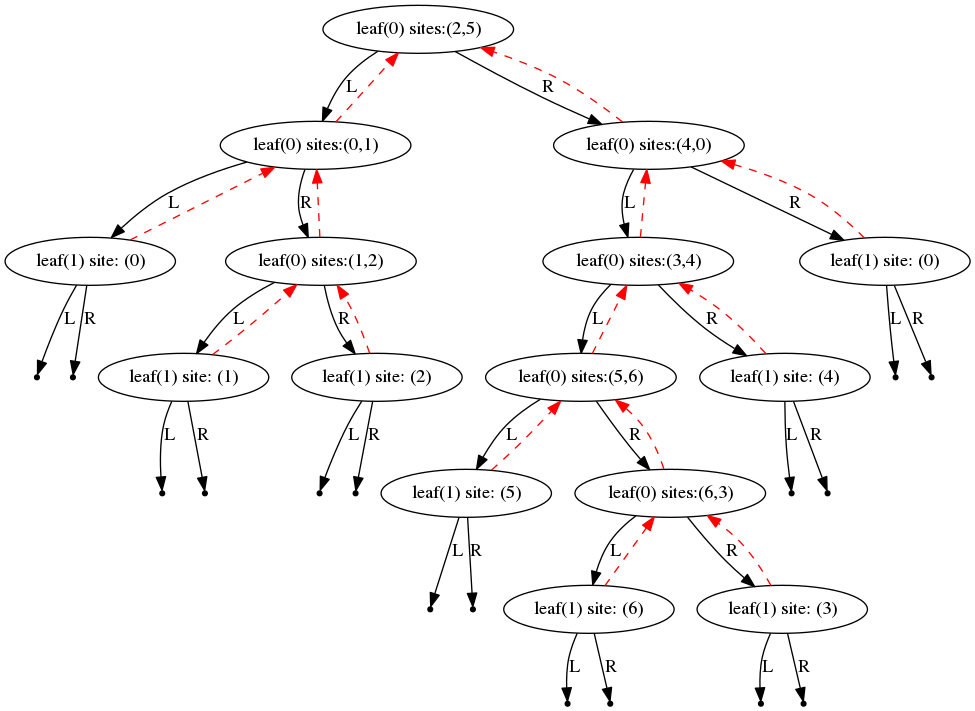 leaf(0) sites:(2,5)
L
R
leaf(0) sites:(0,1)
leaf(0) sites:(4,0)
L
R
L
R
leaf(1) site: (0)
leaf(0) sites:(1,2)
leaf(0) sites:(3,4)
leaf(1) site: (0)
L
R
L
R
L
R
L
R
leaf(1) site: (1)
leaf(1) site: (2)
leaf(0) sites:(5,6)
leaf(1) site: (4)
L
R
L
R
L
R
L
R
leaf(1) site: (5)
leaf(0) sites:(6,3)
L
R
L
R
leaf(1) site: (6)
leaf(1) site: (3)
L
R
L
R